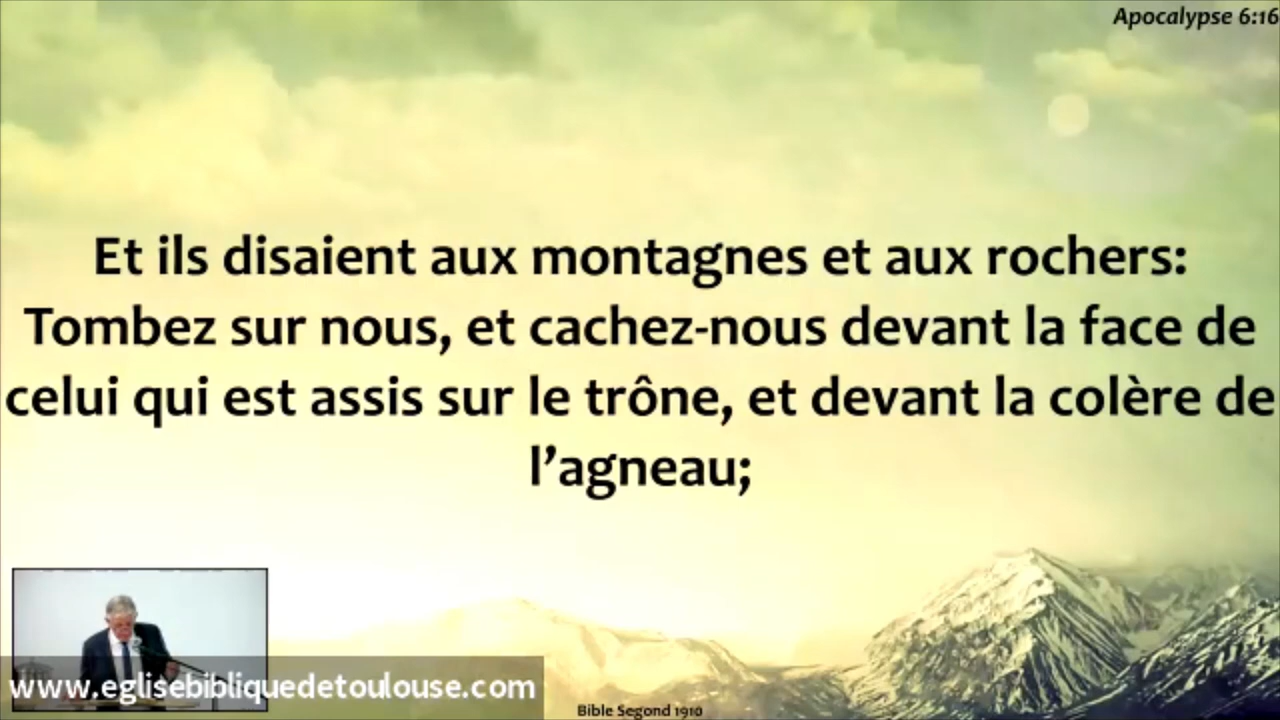 Apocalypse 6:16
Et ils disaient aux montagnes et aux rochers:
Tombez sur nous, et cachez-nous devant la face de
celui qui est assis sur le trône, et devant la colère de
l’agneau;
www.eglisebibliquedetoulouse.com
Bible Segond 1910